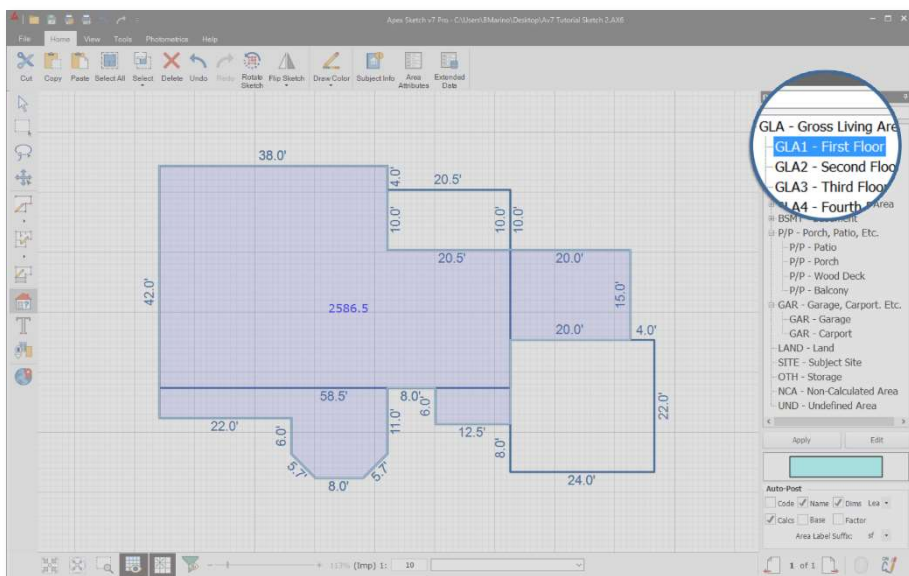 Apex Sketch v7 Pro - C:\Users\BMarino\Desktop\Av7 Tutorial Sketch 2.AX6
File Home View Tools Photometrics Help
Cut Copy Paste Select All Select Delete Undo Redo Rotate Sketch Flip Sketch Draw Color Subject Info Area Attributes Extended Data
GLA - Gross Living Are
GLA1 - First Floor
GLA2 - Second Floo
GLA3 - Third Floor
GLA4 - Fourth
Area
P/P - Porch, Patio, Etc.
P/P - Patio
P/P - Porch
P/P - Wood Deck
P/P - Balcony
GAR - Garage, Carport. Etc.
GAR - Garage
GAR - Carport
LAND - Land
SITE - Subject Site
OTH - Storage
NCA - Non-Calculated Area
UND - Undefined Area
Apply Edit
Auto-Post
Code Name Dims Lea
Calcs Base Factor
Area Label Suffix: sf
38.0'
4.0'
20.5'
10.0'
10.0'
10.0'
20.5'
20.0'
42.0'
2586.5
15.0'
20.0'
4.0'
58.5'
8.0'
6.0'
22.0'
22.0'
6.0'
11.0'
12.5'
8.0'
5.7'
8.0'
5.7'
24.0'
117% (Imp) 1: 10
1 of 1